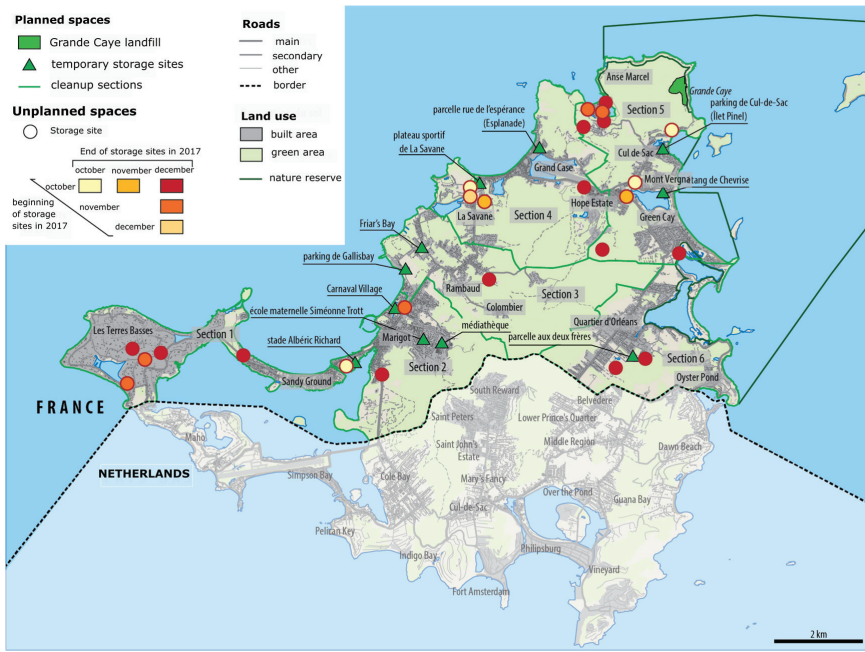 Planned spaces
Grande Caye landfill
temporary storage sites
cleanup sections
Unplanned spaces
Storage site
End of storage sites in 2017
october
november
december
october
november
december
beginning
of storage
sites in 2017
Roads
main
secondary
other
border
Land use
built area
green area
nature reserve
Anse Marcel
Grande Caye
parking de Cul-de-Sac
(Îlet Pinel)
Section 5
parcelle rue de l'espérance
(Esplanade)
plateau sportif
de La Savane
Cul de Sac
Grand Case
Mont Vergna
tang de Chevrise
Hope Estate
La Savane
Section 4
Green Cay
Friar's Bay
parking de Gallisbay
Rambaud
Section 3
Carnaval Village
Colombier
école maternelle Siméonne Trott
médiathèque
Quartier d'Orléans
Les Terres Basses
Section 1
Marigot
stade Albéric Richard
parcelle aux deux frères
Section 2
Section 6
Sandy Ground
Oyster Pond
FRANCE
South Reward
Belvedere
Saint Peters
Lower Prince's Quarter
Maho
Saint John's
Estate
Middle Region
Dawn Beach
NETHERLANDS
Simpson Bay
Cole Bay
Mary's Fancy
Over the Pond
Guana Bay
Cul-de-Sac
Pelican Key
Indigo Bay
Philipsburg
Vineyard
Fort Amsterdam
2 km